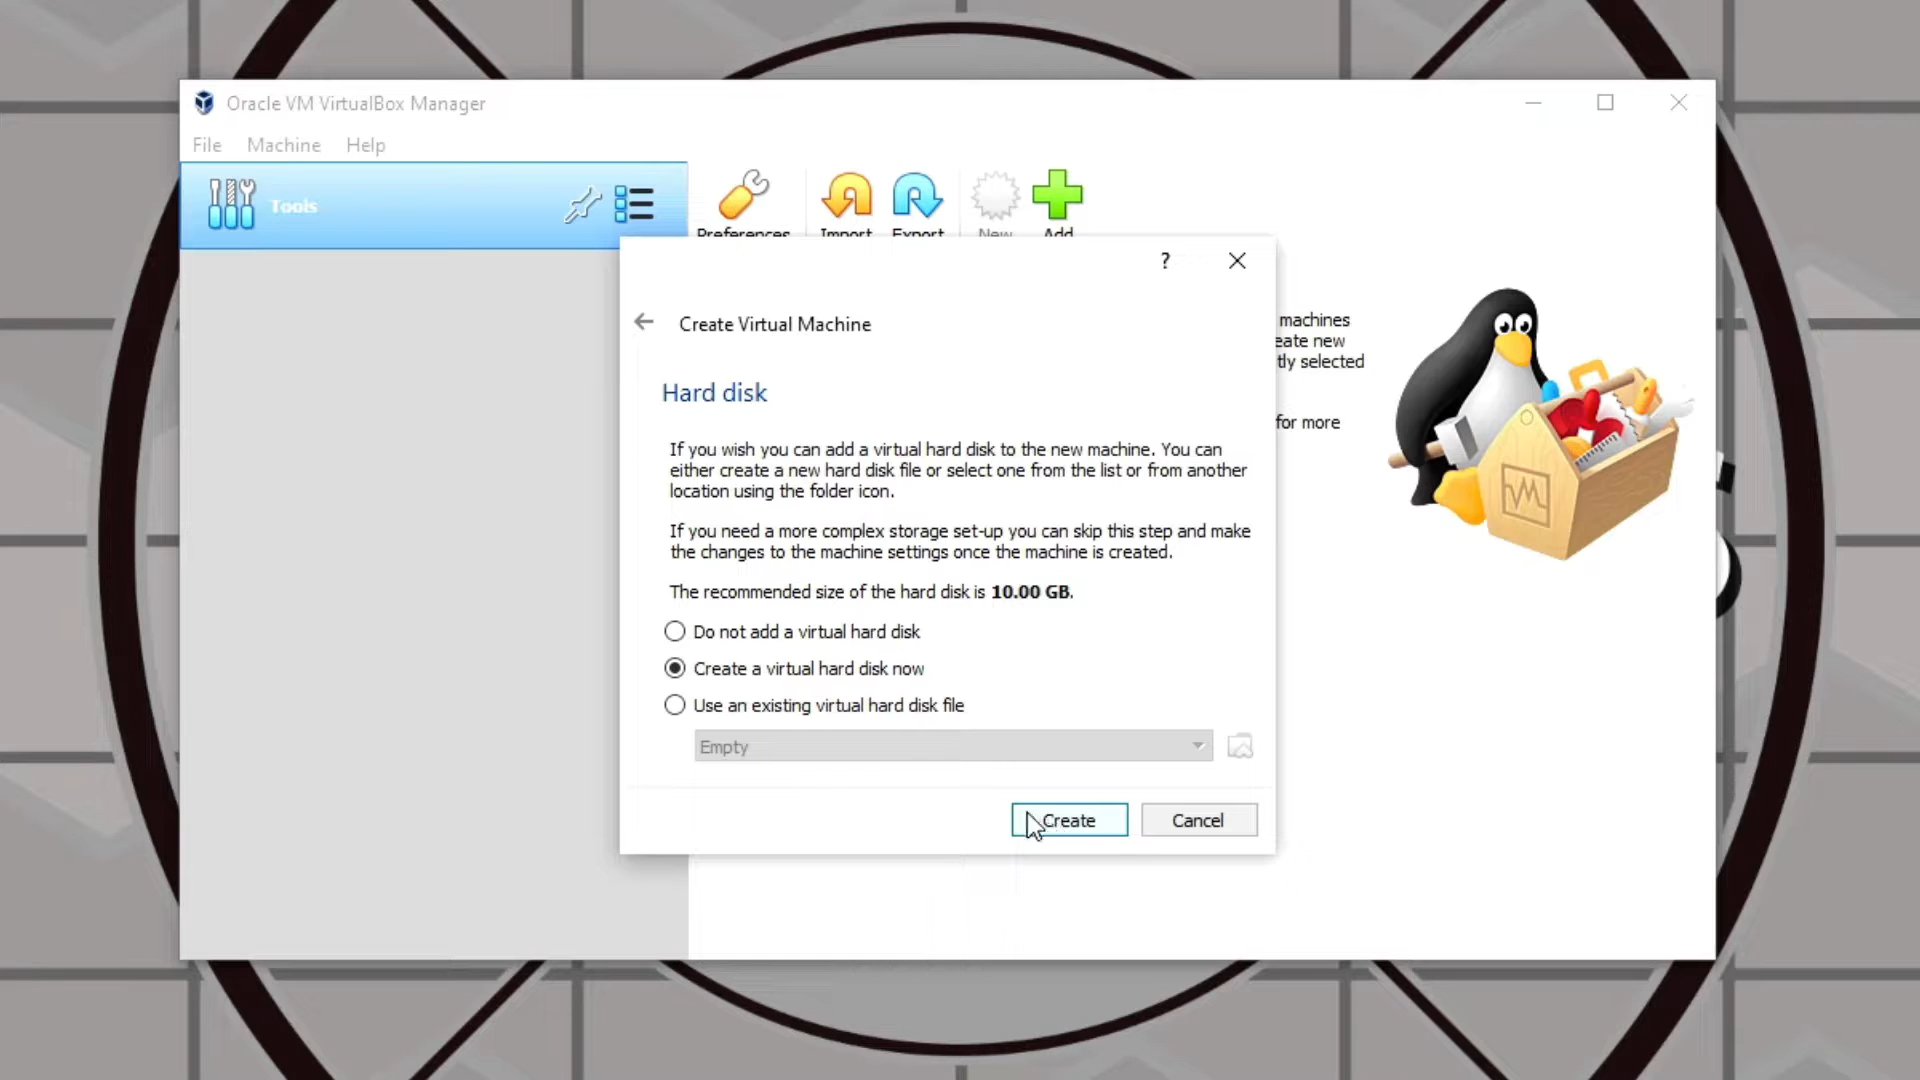 Oracle VM VirtualBox Manager
File Machine Help
Tools
Preferences Import Export New Add
?
Create Virtual Machine
machines
eate new
tly selected
for more
Hard disk
If you wish you can add a virtual hard disk to the new machine. You can
either create a new hard disk file or select one from the list or from another
location using the folder icon.
If you need a more complex storage set-up you can skip this step and make
the changes to the machine settings once the machine is created.
The recommended size of the hard disk is 10.00 GB.
Do not add a virtual hard disk
Create a virtual hard disk now
Use an existing virtual hard disk file
Empty
Create Cancel